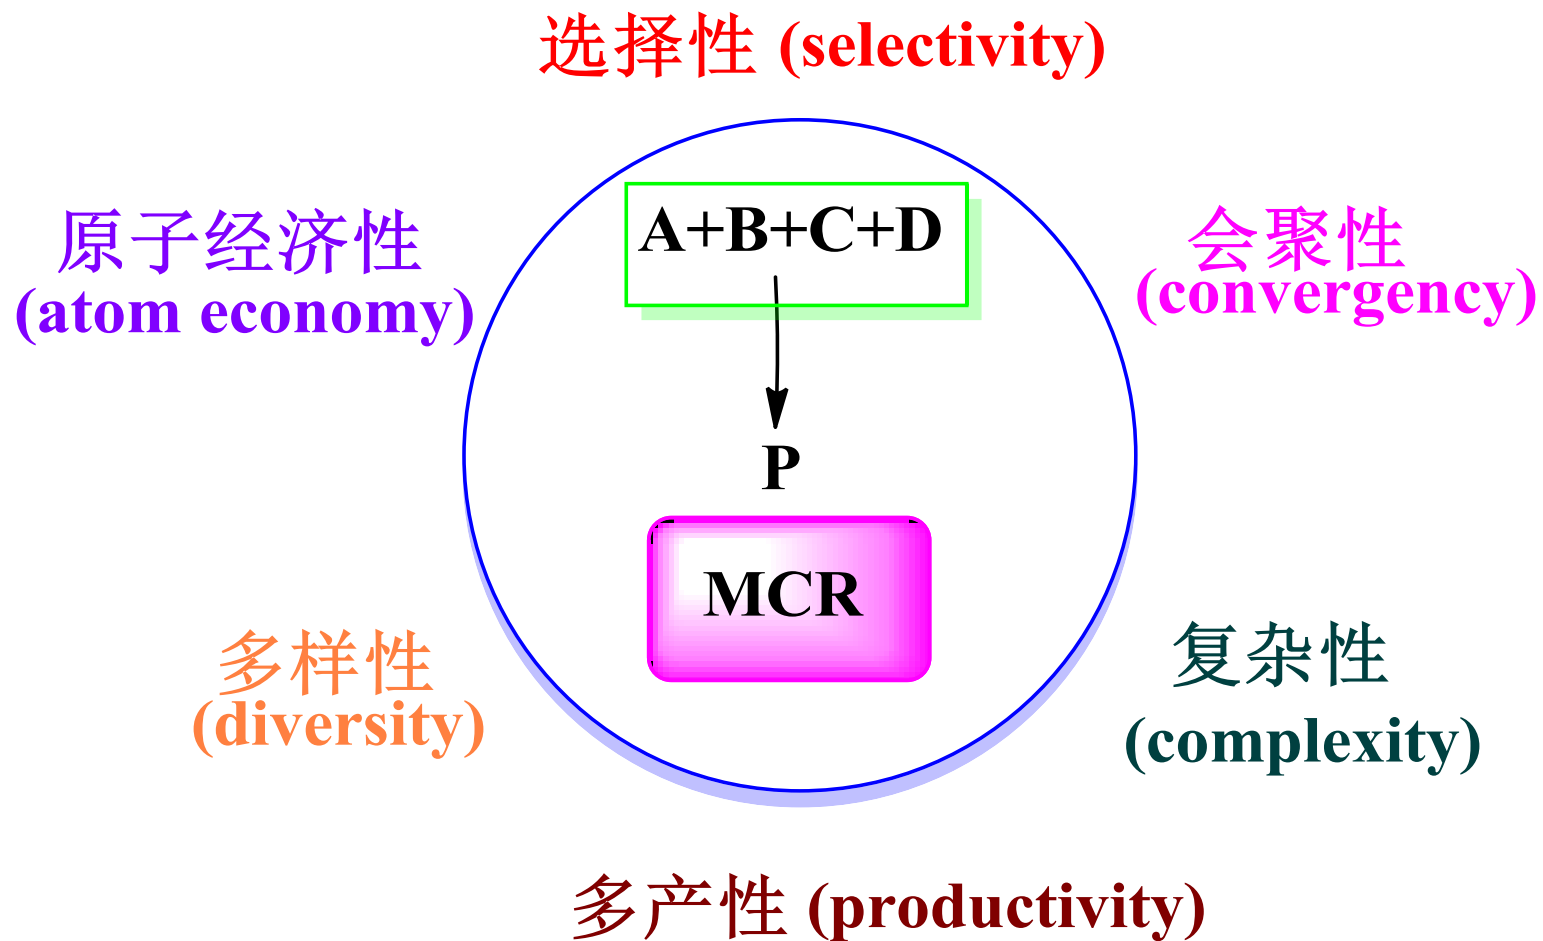 选择性 (selectivity)
A+B+C+D
原子经济性
(atom economy)
会聚性
(convergency)
P
MCR
多样性
(diversity)
复杂性
(complexity)
多产性 (productivity)